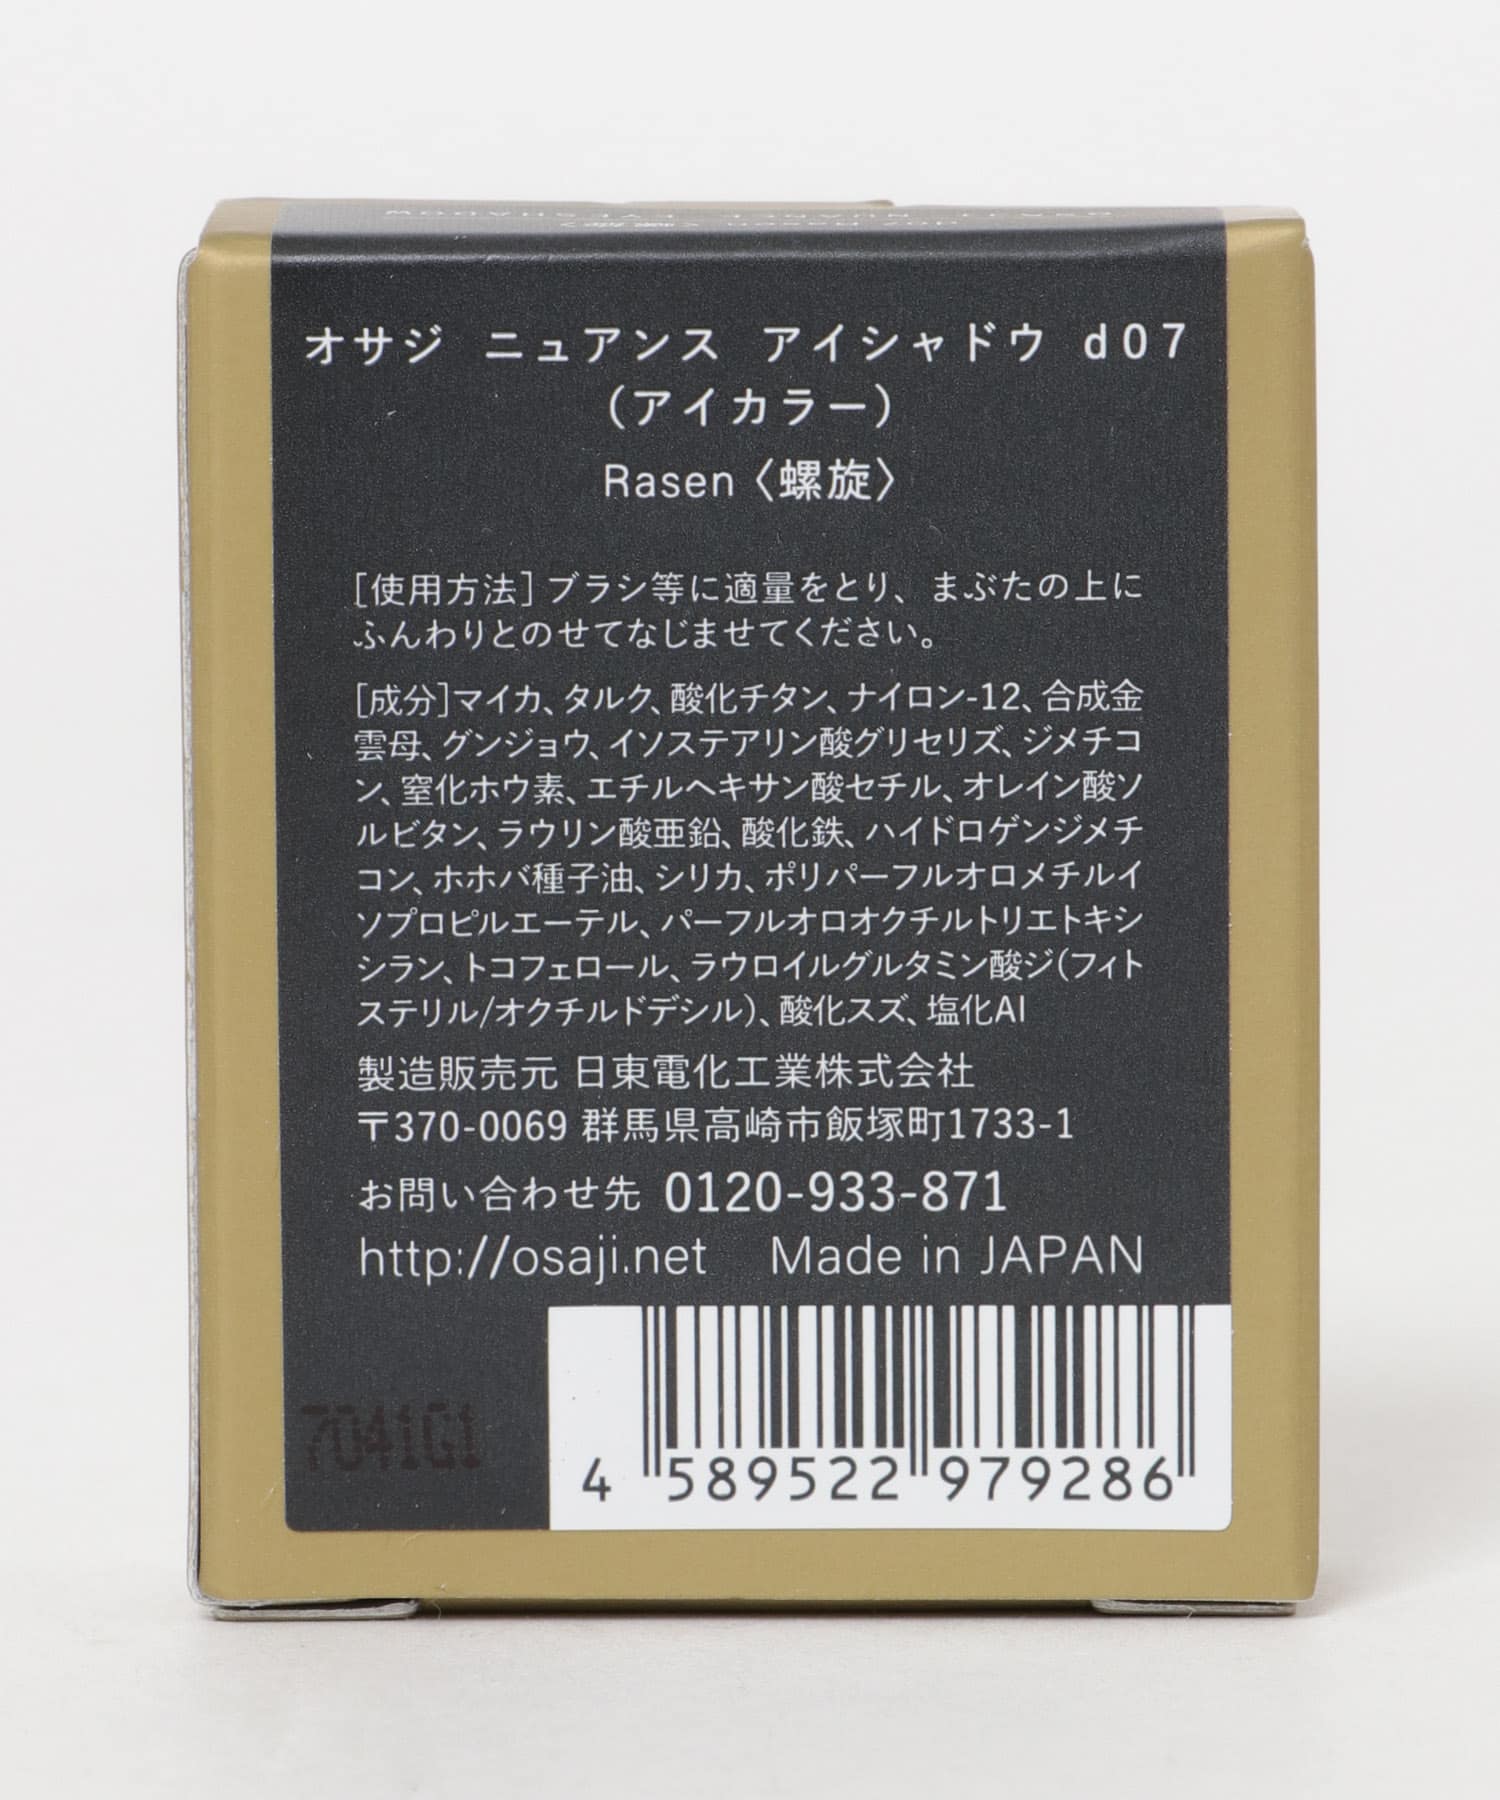 オサジ ニュアンス アイシャドウ d07
（アイカラー）
Rasen〈螺旋〉
[使用方法]ブラシ等に適量をとり、まぶたの上に
ふんわりとのせてなじませてください。
[成分]マイカ、タルク、酸化チタン、ナイロン-12、合成金
雲母、グンジョウ、イソステアリン酸グリセリズ、ジメチコ
ン、窒化ホウ素、エチルヘキサン酸セチル、オレイン酸ソ
ルビタン、ラウリン酸亜鉛、酸化鉄、ハイドロゲンジメチ
コン、ホホバ種子油、シリカ、ポリパーフルオロメチルイ
ソプロピルエーテル、パーフルオロオクチルトリエトキシ
シラン、トコフェロール、ラウロイルグルタミン酸ジ(フィト
ステリル/オクチルドデシル)、酸化スズ、塩化Al
製造販売元 日東電化工業株式会社
〒370-0069 群馬県高崎市飯塚町1733-1
お問い合わせ先 0120-933-871
http://osaji.net Made in JAPAN
7041G1
4 589522 979286